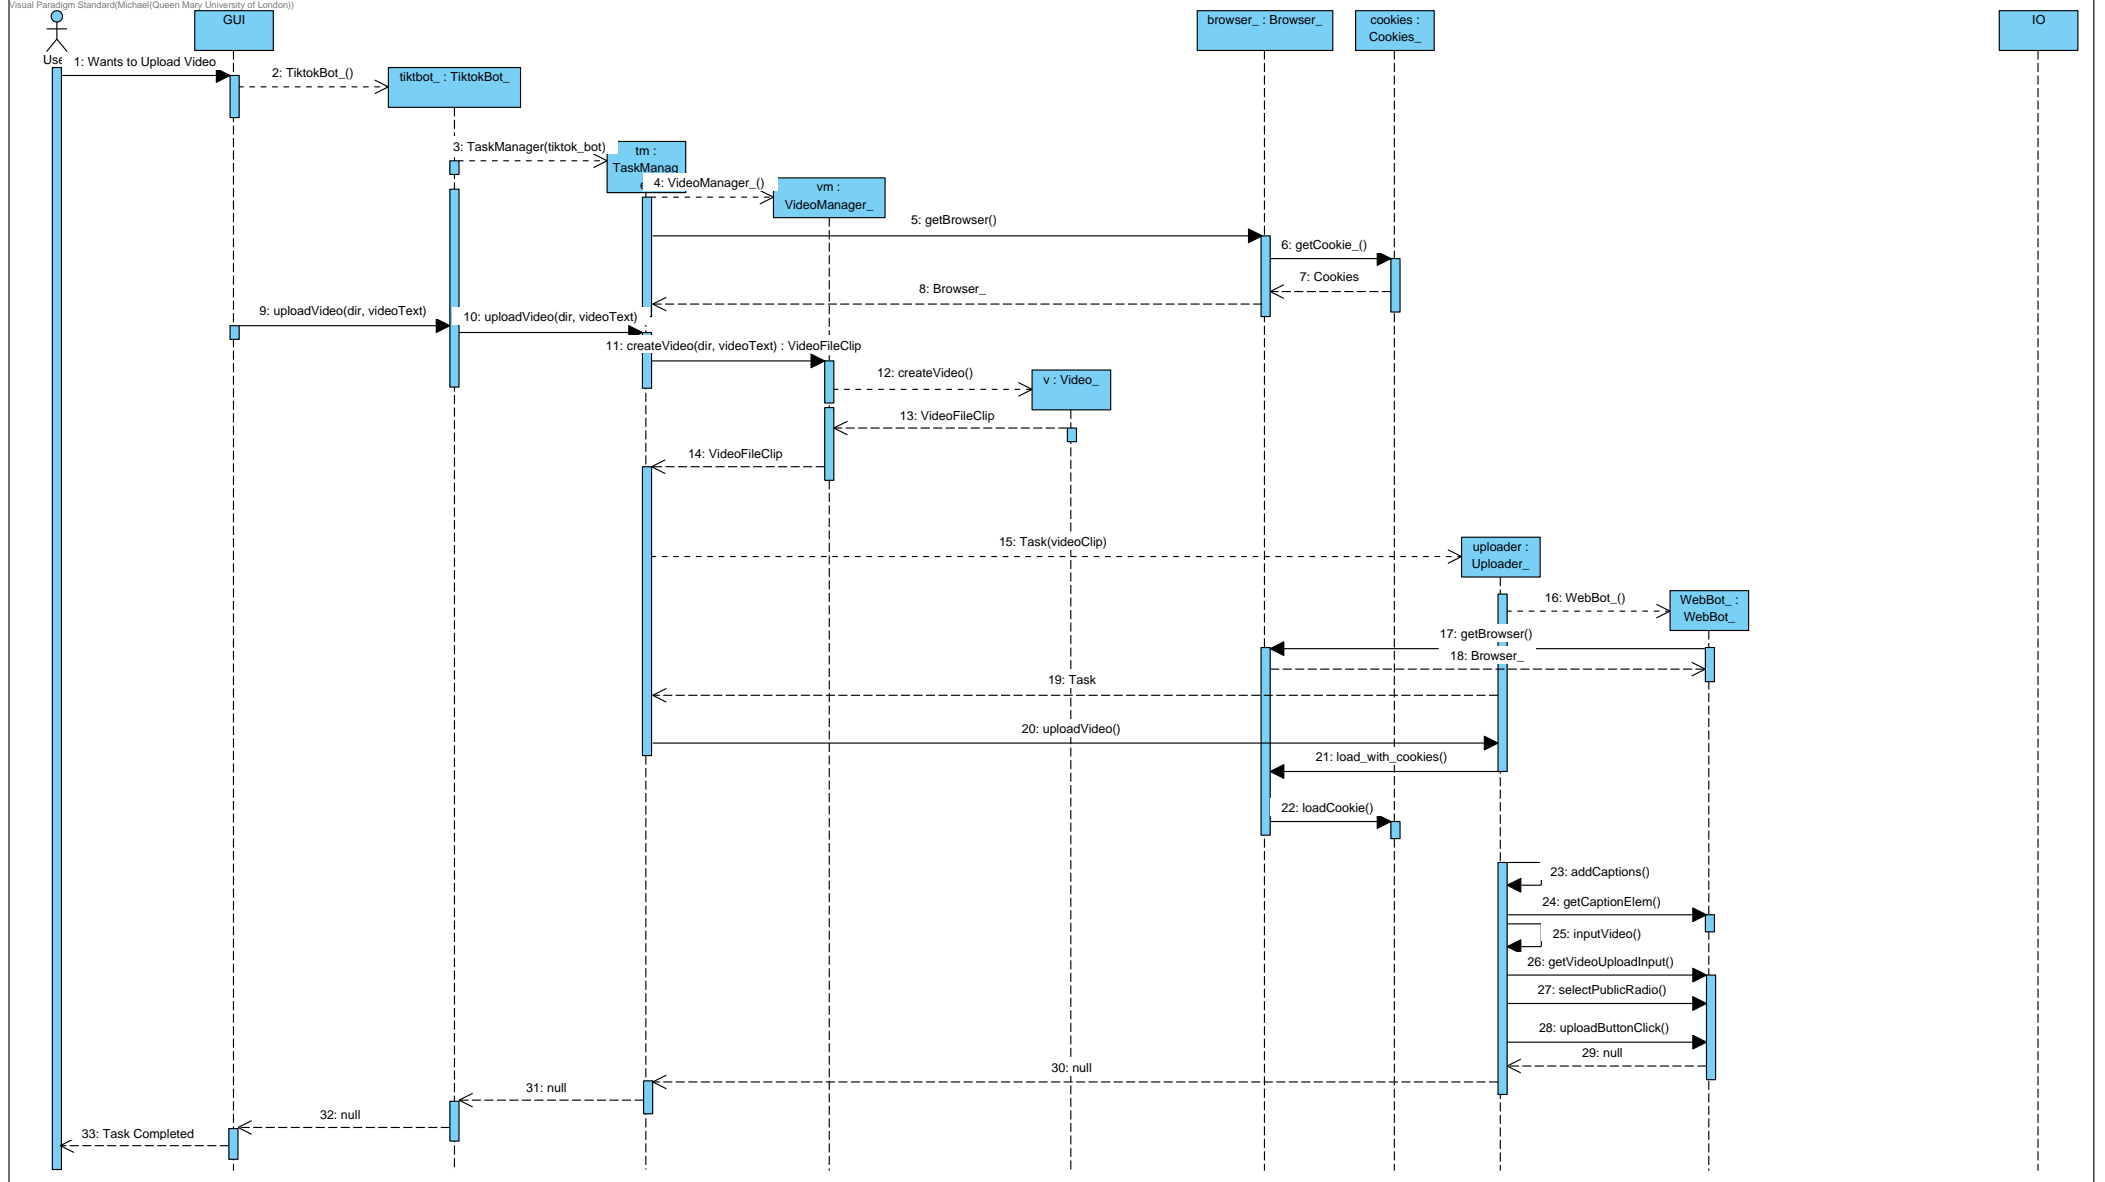 Visual Paradigm Standard(Michael(Queen Mary University of London))
GUI
browser_ : Browser_
cookies :
Cookies_
IO
1: Wants to Upload Video
2: TiktokBot_()
tiktbot_ : TiktokBot_
3: TaskManager(tiktok_bot)
tm :
TaskManag
4: VideoManager_()
vm :
VideoManager_
5: getBrowser()
6: getCookie_()
7: Cookies
8: Browser_
9: uploadVideo(dir, videoText)
10: uploadVideo(dir, videoText)
11: createVideo(dir, videoText) : VideoFileClip
12: createVideo()
v : Video_
13: VideoFileClip
14: VideoFileClip
15: Task(videoClip)
uploader :
Uploader_
16: WebBot_()
WebBot_ :
WebBot_
17: getBrowser()
18: Browser_
19: Task
20: uploadVideo()
21: load_with_cookies()
22: loadCookie()
23: addCaptions()
24: getCaptionElem()
25: inputVideo()
26: getVideoUploadInput()
27: selectPublicRadio()
28: uploadButtonClick()
29: null
30: null
31: null
32: null
33: Task Completed